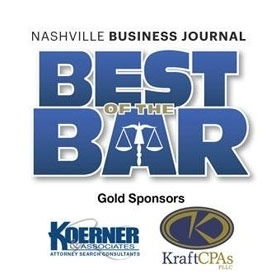 NASHVILLE BUSINESS JOURNAL
BEST
OF THE
BAR
Gold Sponsors
KOERNER
& ASSOCIATES
ATTORNEY SEARCH CONSULTANTS
K
KraftCPAs
PLLC